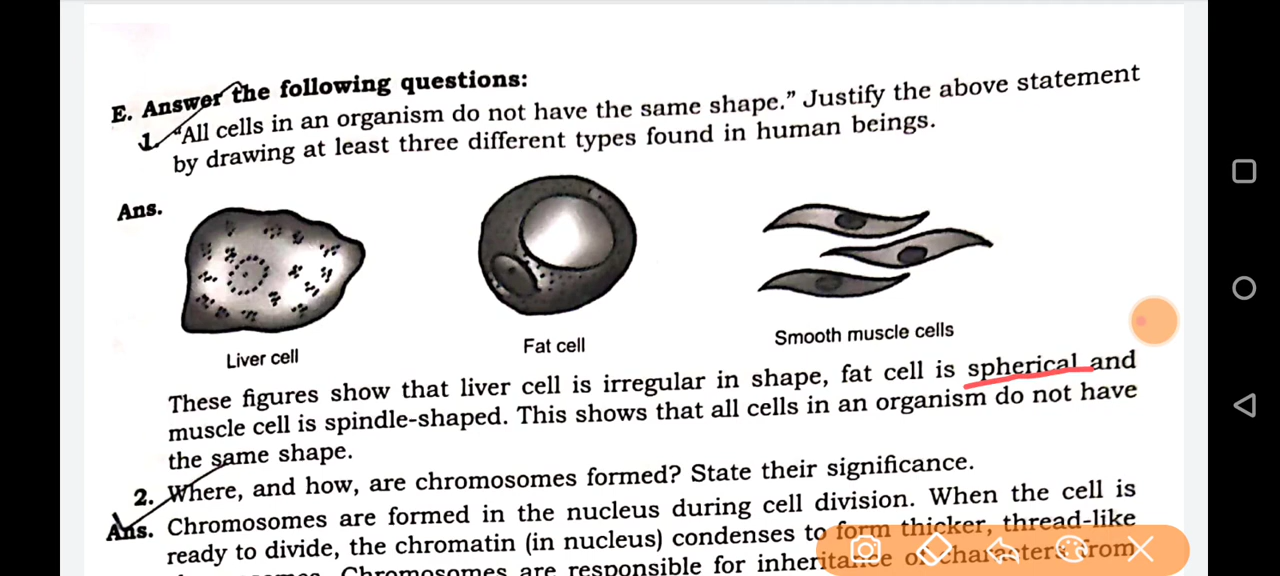 E. Answer the following questions:
1. "All cells in an organism do not have the same shape." Justify the above statement
by drawing at least three different types found in human beings.
Ans.
Liver cell
Fat cell
Smooth muscle cells
These figures show that liver cell is irregular in shape, fat cell is spherical and
muscle cell is spindle-shaped. This shows that all cells in an organism do not have
the same shape.
2. Where, and how, are chromosomes formed? State their significance.
Ans. Chromosomes are formed in the nucleus during cell division. When the cell is
ready to divide, the chromatin (in nucleus) condenses to form thicker, thread-like
Chromosomes are responsible for inheritance of characters from